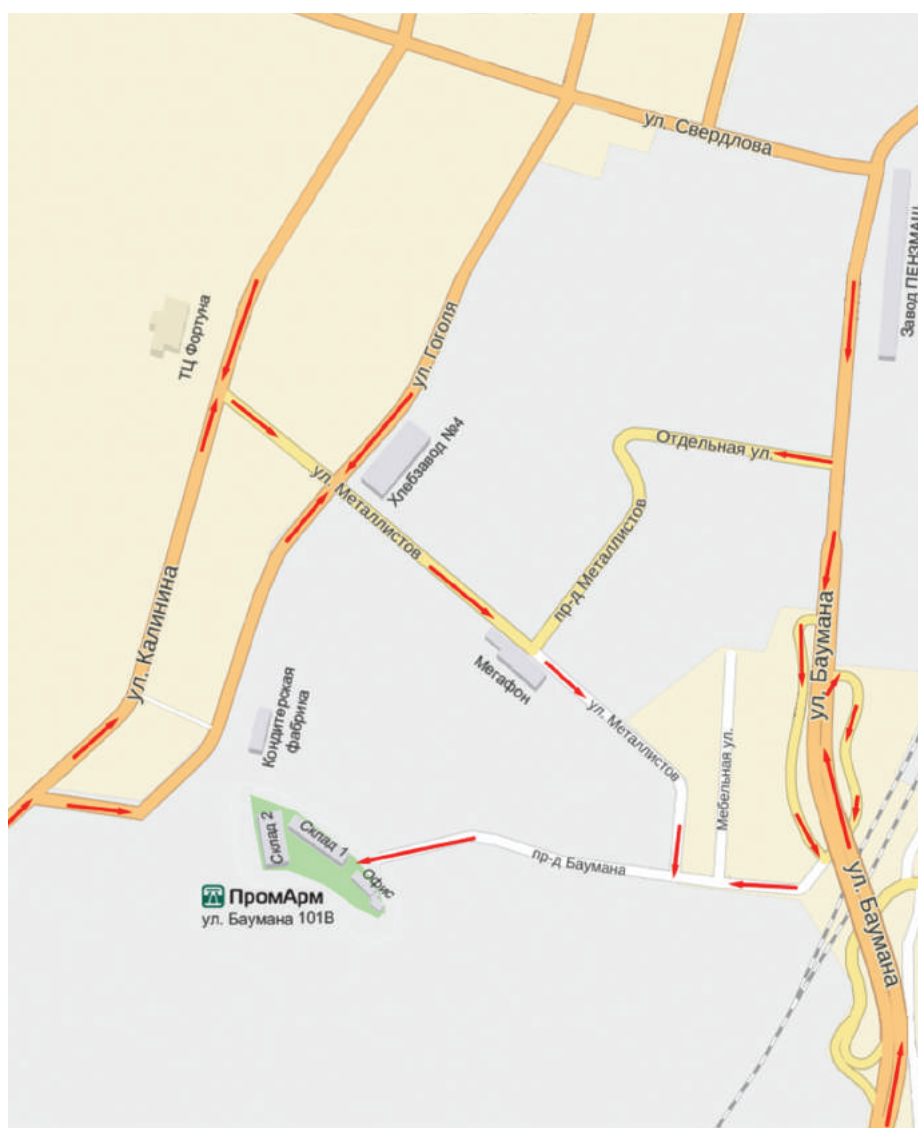 ул. Свердлова
Завод ПЕНЗМАШ
ТЦ Фортуна
ул. Гоголя
Хлебзавод №4
Отдельная ул.
ул. Металлистов
пр-д Металлистов
ул. Калинина
ул. Баумана
Мегафон
ул. Металлистов
Кондитерская
фабрика
Мебельная ул.
Склад 2
Склад 1
Офис
пр-д Баумана
ул. Баумана
ПромАрм
ул. Баумана 101В